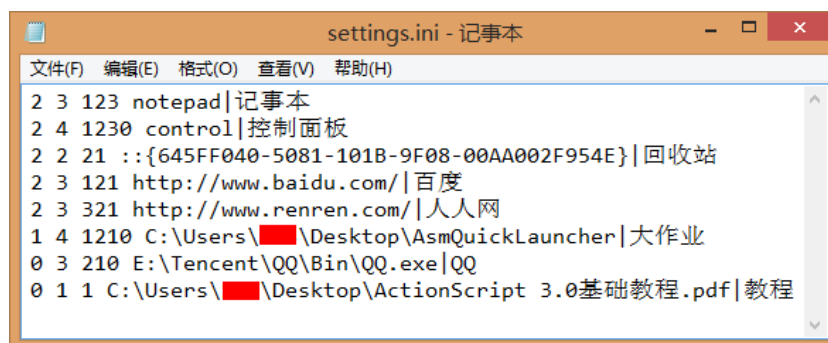 settings.ini - 记事本
文件(F) 编辑(E) 格式(O) 查看(V) 帮助(H)
2 3 123 notepad|记事本
2 4 1230 control|控制面板
2 2 21 ::{645FF040-5081-101B-9F08-00AA002F954E}|回收站
2 3 121 http://www.baidu.com/|百度
2 3 321 http://www.renren.com/|人人网
1 4 1210 C:\Users\ \Desktop\AsmQuickLauncher|大作业
0 3 210 E:\Tencent\QQ\Bin\QQ.exe|QQ
0 1 1 C:\Users\ \Desktop\ActionScript 3.0基础教程.pdf|教程